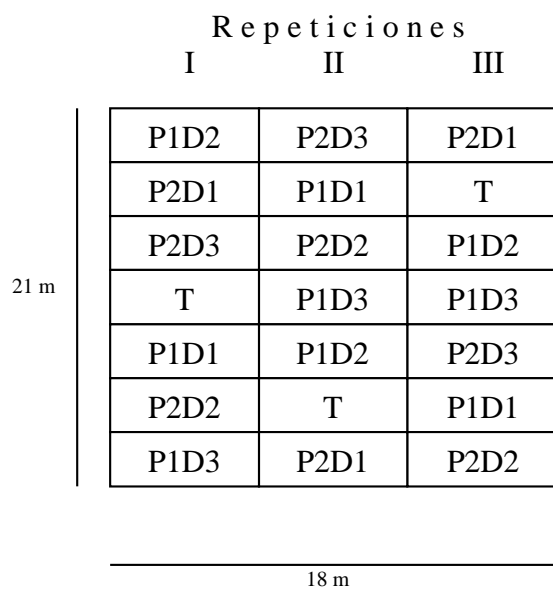 R e p e t i c i o n e s
I II III
P1D2 P2D3 P2D1
P2D1 P1D1 T
P2D3 P2D2 P1D2
21 m T P1D3 P1D3
P1D1 P1D2 P2D3
P2D2 T P1D1
P1D3 P2D1 P2D2
18 m